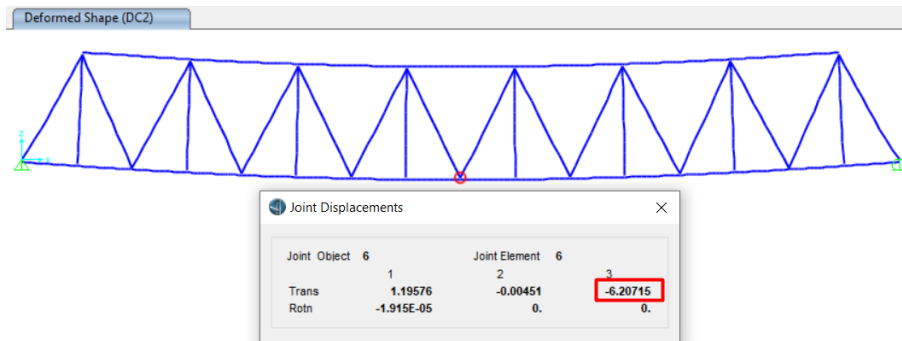 Deformed Shape (DC2)
Z
X
Joint Displacements
Joint Object 6 Joint Element 6
1 2 3
Trans 1.19576 -0.00451 -6.20715
Rotn -1.915E-05 0. 0.